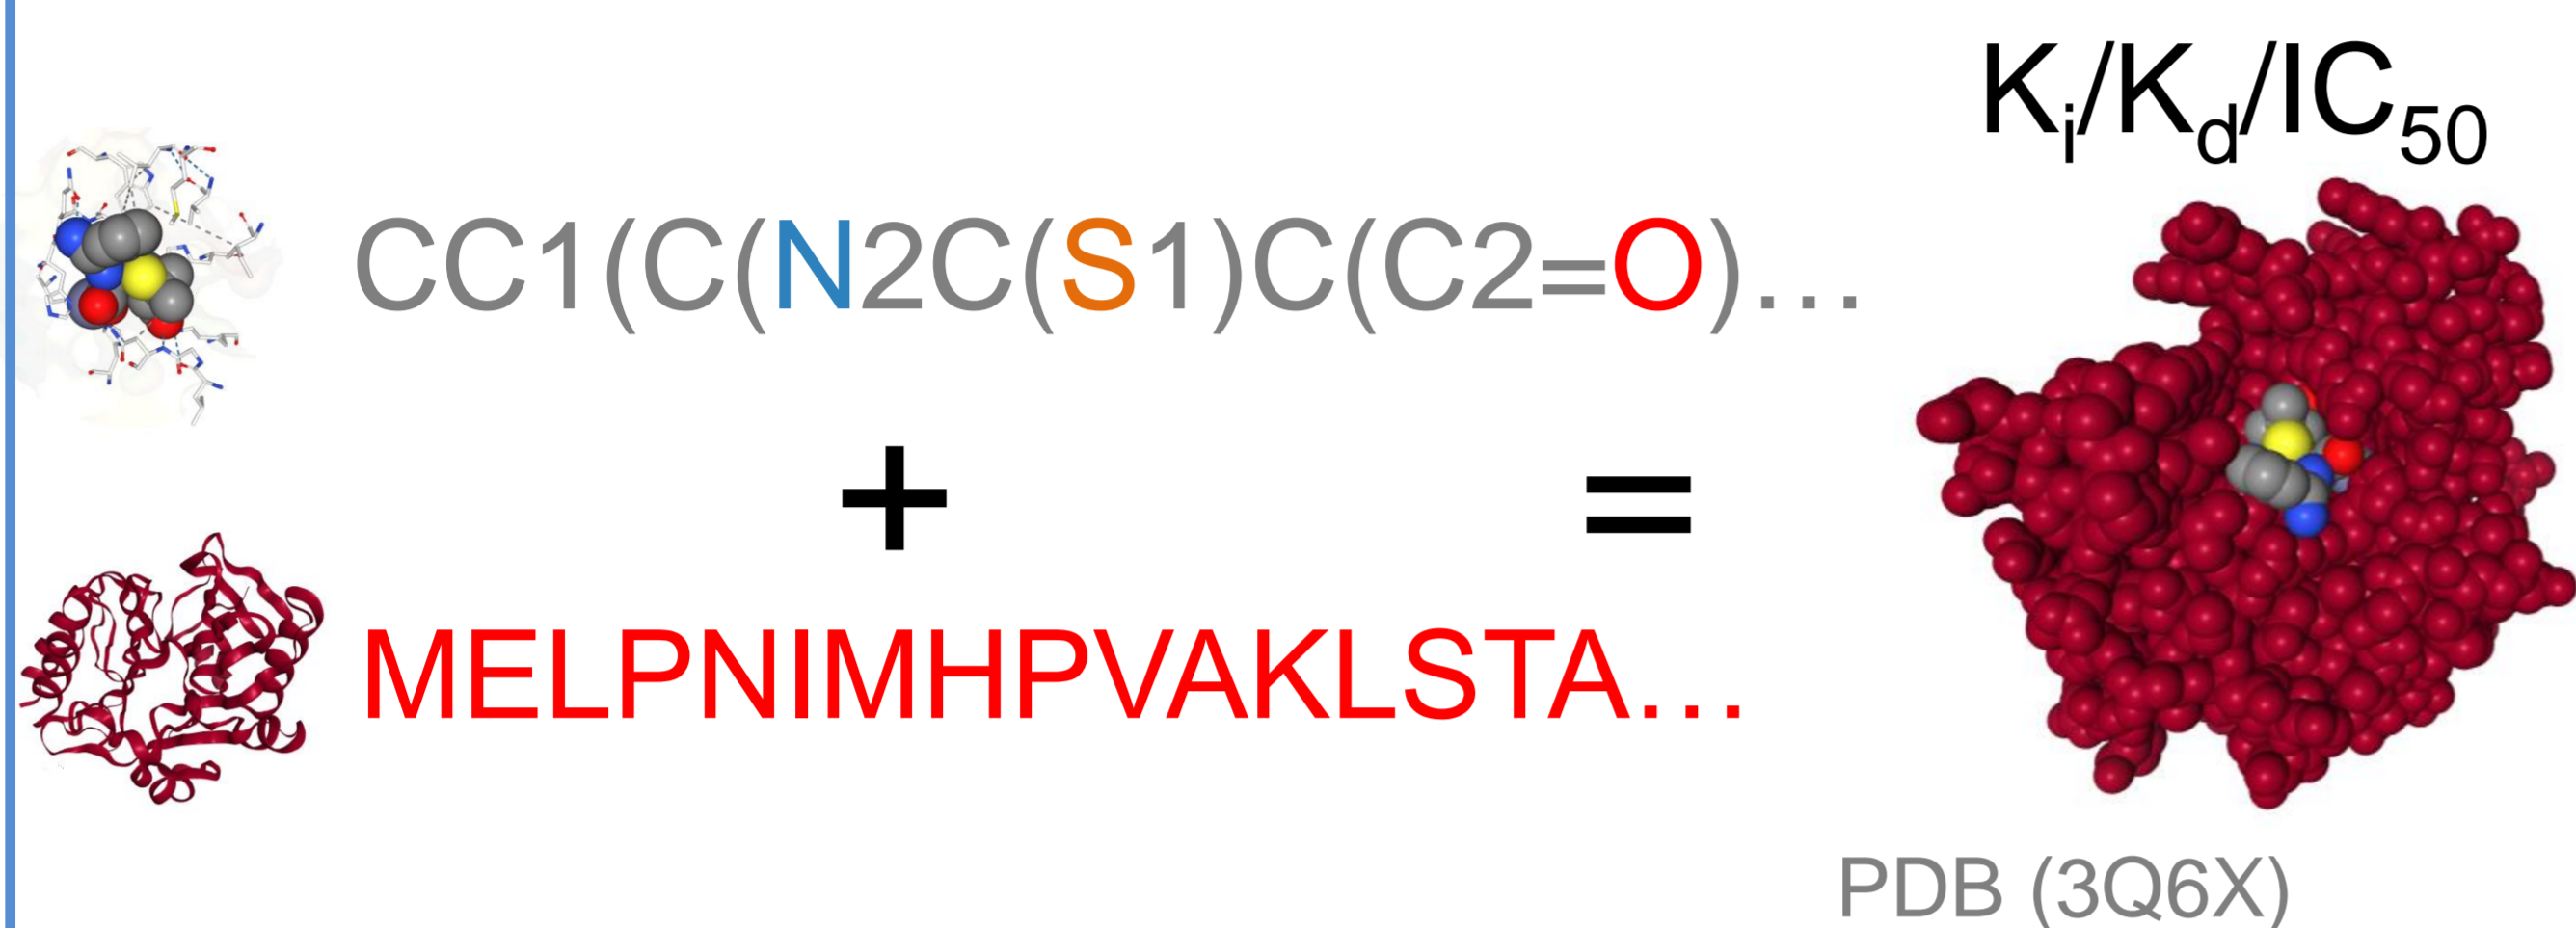 Ki/Kd/IC50
CC1(C(N2C(S1)C(C2=O)…
+
=
MELPNIMHPVAKLSTA…
PDB (3Q6X)